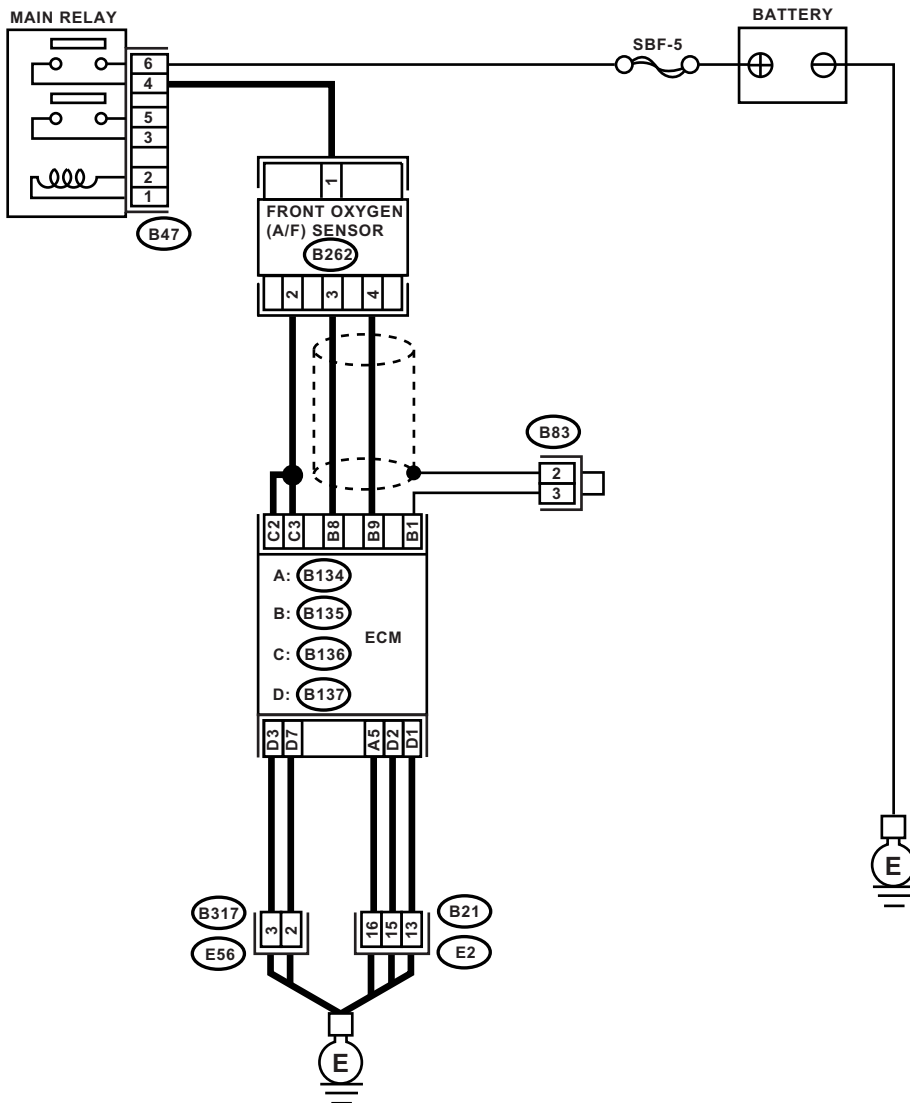 MAIN RELAY
BATTERY
SBF-5
6
4
5
3
2
1
B47
1
FRONT OXYGEN
(A/F) SENSOR
B262
2 3 4
B83
2
3
C2 C3 B8 B9 B1
A: B134
B: B135
ECM
C: B136
D: B137
D3 D7 A5 D2 D1
E
B317
3 2
16 15 13
B21
E56
E2
E